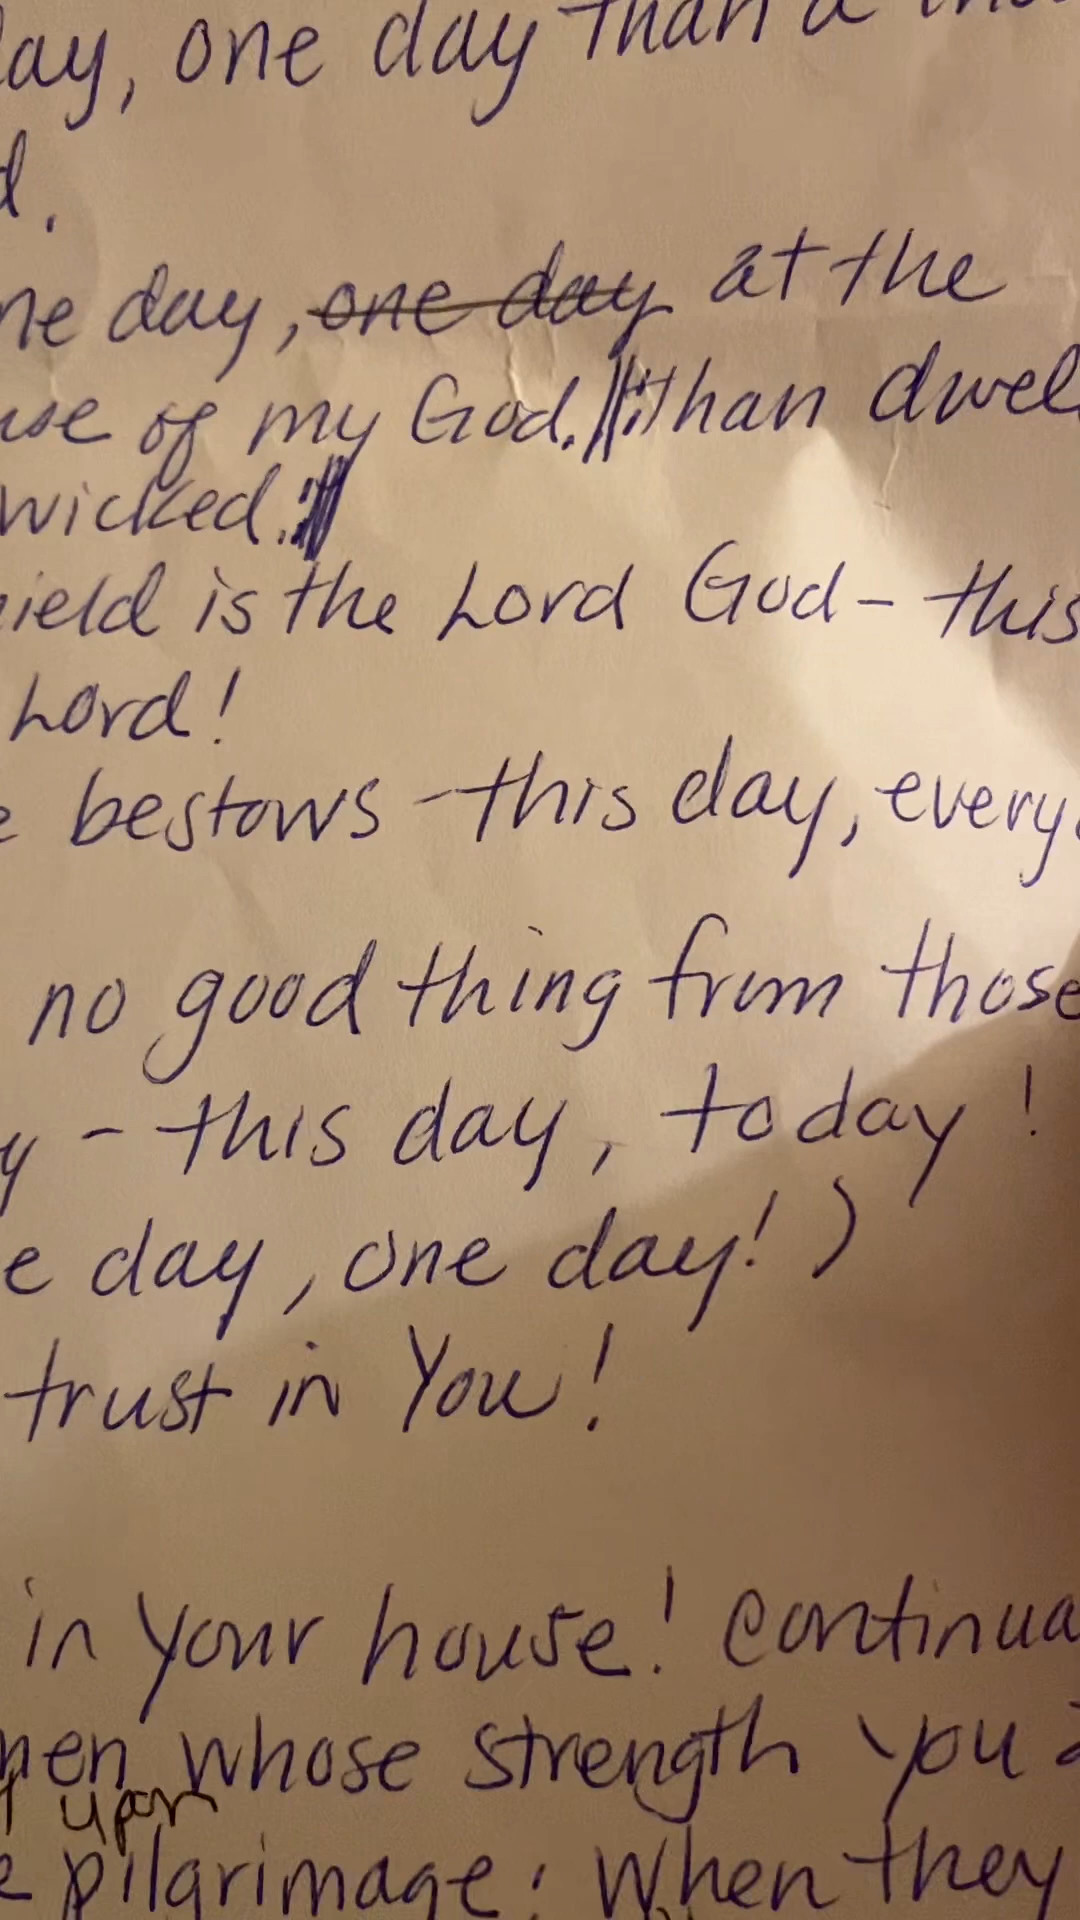 ay, one day than a
d.
ne day, one day at the
use of my God. than dwel
wicked.
ield is the Lord God - this
Lord!
e bestows - this day, every
no good thing from those
y - this day, today!
e day, one day!)
trust in You!
in your house! Continua
men whose strength you a
upon
e pilgrimage: When they